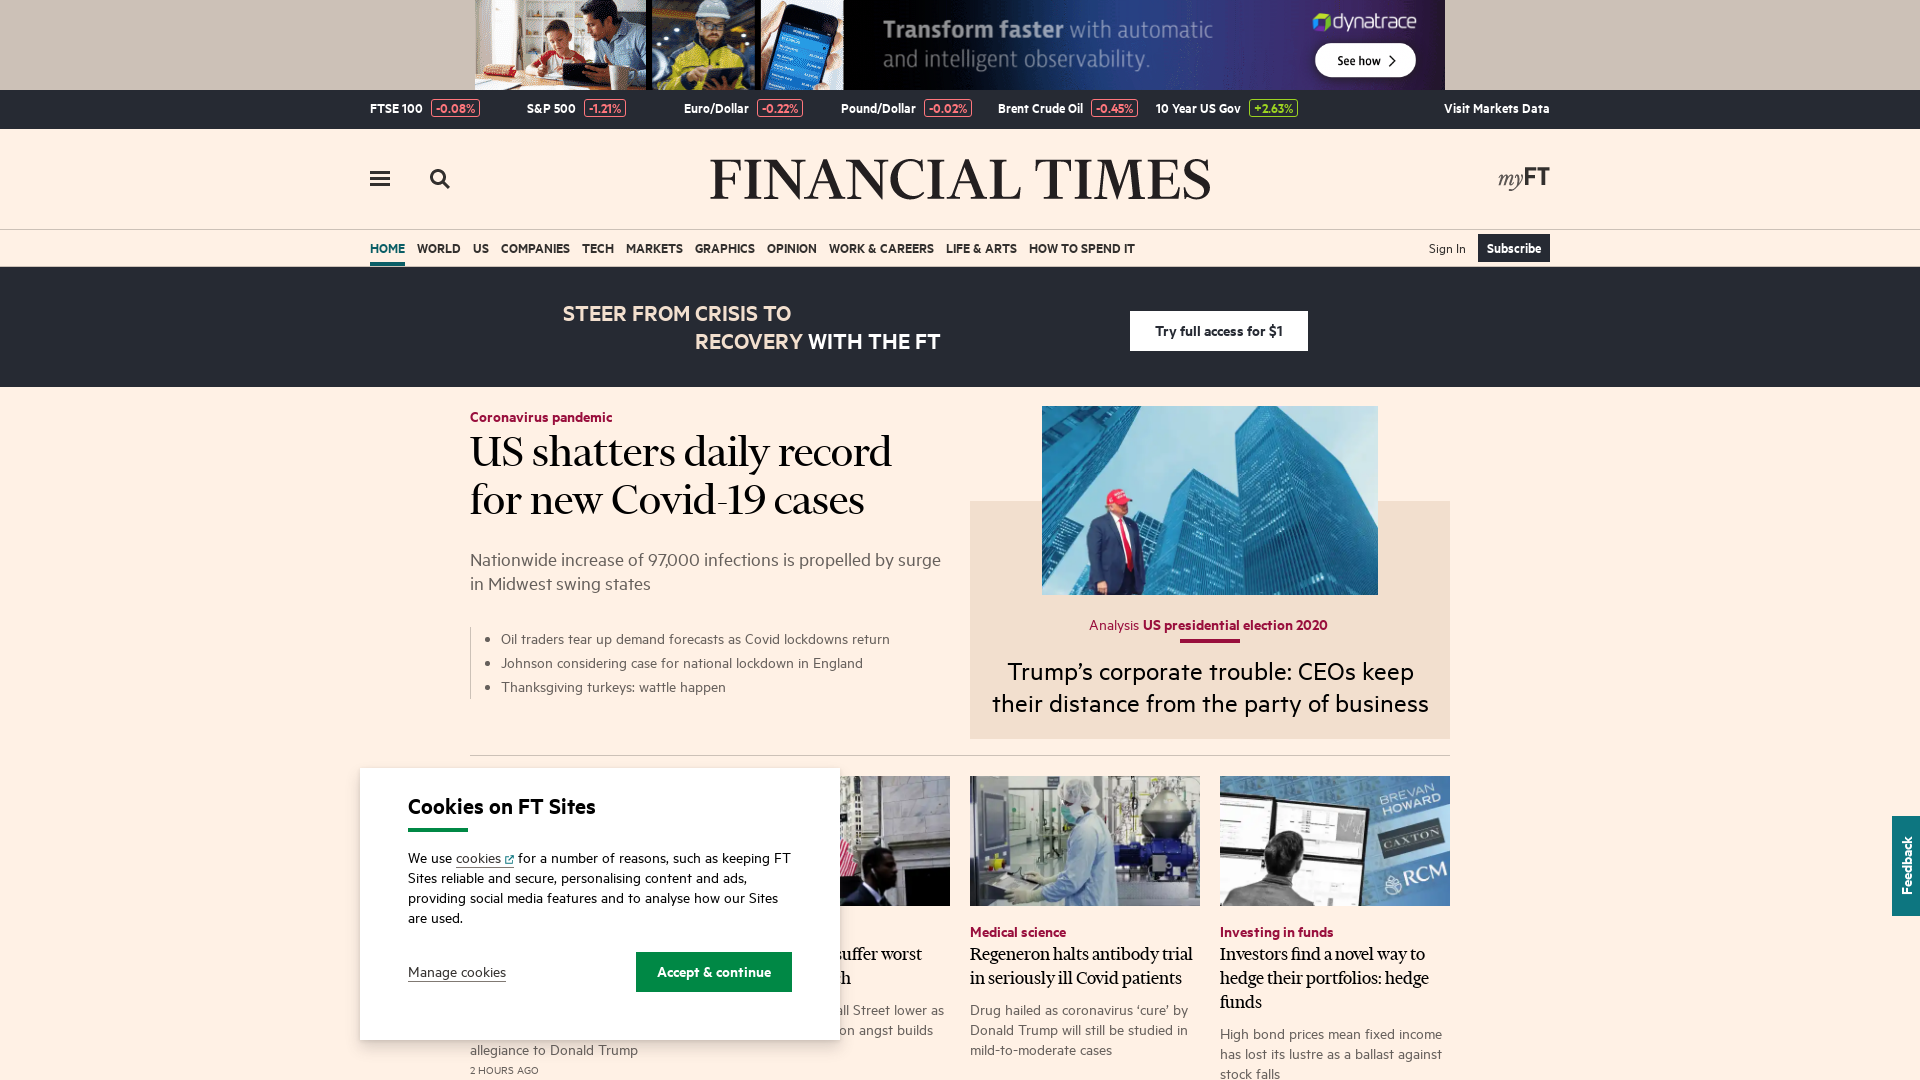 Transform faster with automatic
and intelligent observability.
dynatrace
See how
FTSE 100 -0.08%
S&P 500 -1.21%
Euro/Dollar -0.22%
Pound/Dollar -0.02%
Brent Crude Oil -0.45%
10 Year US Gov +2.63%
Visit Markets Data
FINANCIAL TIMES
myFT
HOME WORLD US COMPANIES TECH MARKETS GRAPHICS OPINION WORK & CAREERS LIFE & ARTS HOW TO SPEND IT
Sign In
Subscribe
STEER FROM CRISIS TO
RECOVERY WITH THE FT
Try full access for $1
Coronavirus pandemic
US shatters daily record
for new Covid-19 cases
Nationwide increase of 97,000 infections is propelled by surge
in Midwest swing states
Oil traders tear up demand forecasts as Covid lockdowns return
Johnson considering case for national lockdown in England
Thanksgiving turkeys: wattle happen
Analysis US presidential election 2020
Trump’s corporate trouble: CEOs keep
their distance from the party of business
Cookies on FT Sites
We use cookies for a number of reasons, such as keeping FT
Sites reliable and secure, personalising content and ads,
providing social media features and to analyse how our Sites
are used.
Manage cookies
Accept & continue
allegiance to Donald Trump
2 HOURS AGO
suffer worst
Street lower as
on angst builds
Medical science
Regeneron halts antibody trial
in seriously ill Covid patients
Drug hailed as coronavirus ‘cure’ by
Donald Trump will still be studied in
mild-to-moderate cases
BREVAN
HOWARD
CAXTON
RCM
Investing in funds
Investors find a novel way to
hedge their portfolios: hedge
funds
High bond prices mean fixed income
has lost its lustre as a ballast against
stock falls
Feedback